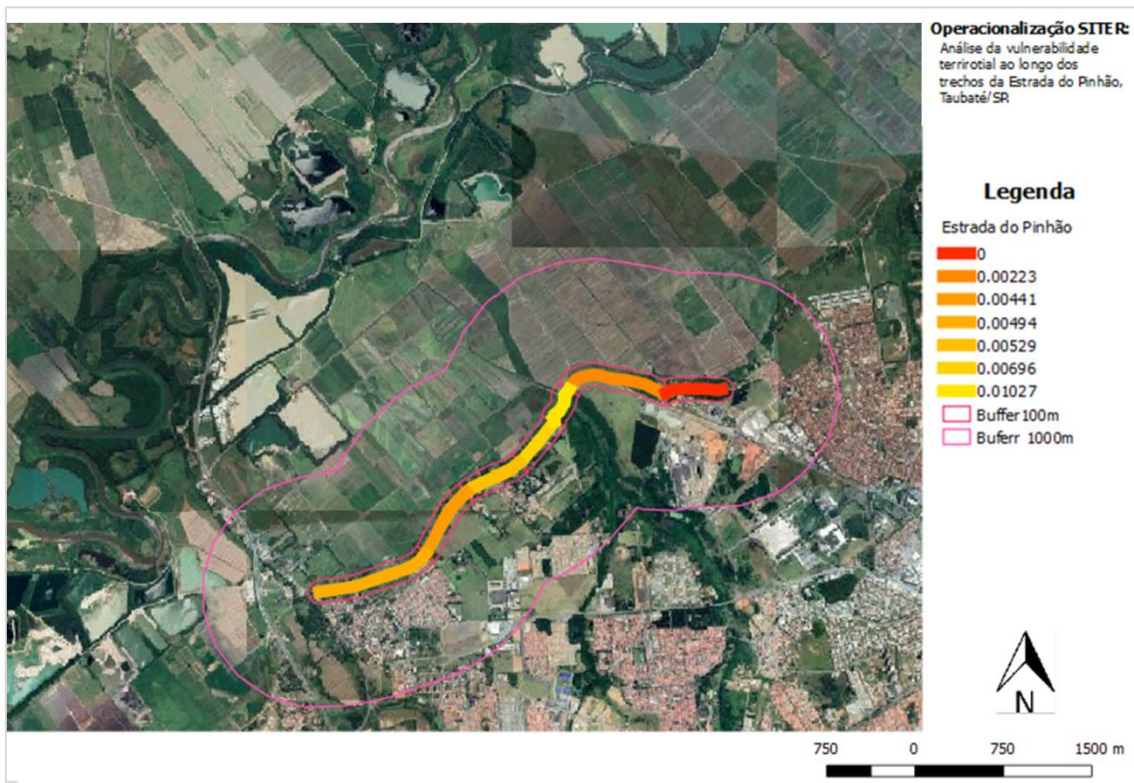 Operacionalização SITER:
Análise da vulnerabilidade
terrirotial ao longo dos
trechos da Estrada do Pinhão,
Taubaté/SP.
Legenda
Estrada do Pinhão
0
0.00223
0.00441
0.00494
0.00529
0.00696
0.01027
Buffer 100m
Buferr 1000m
N
750 0 750 1500 m